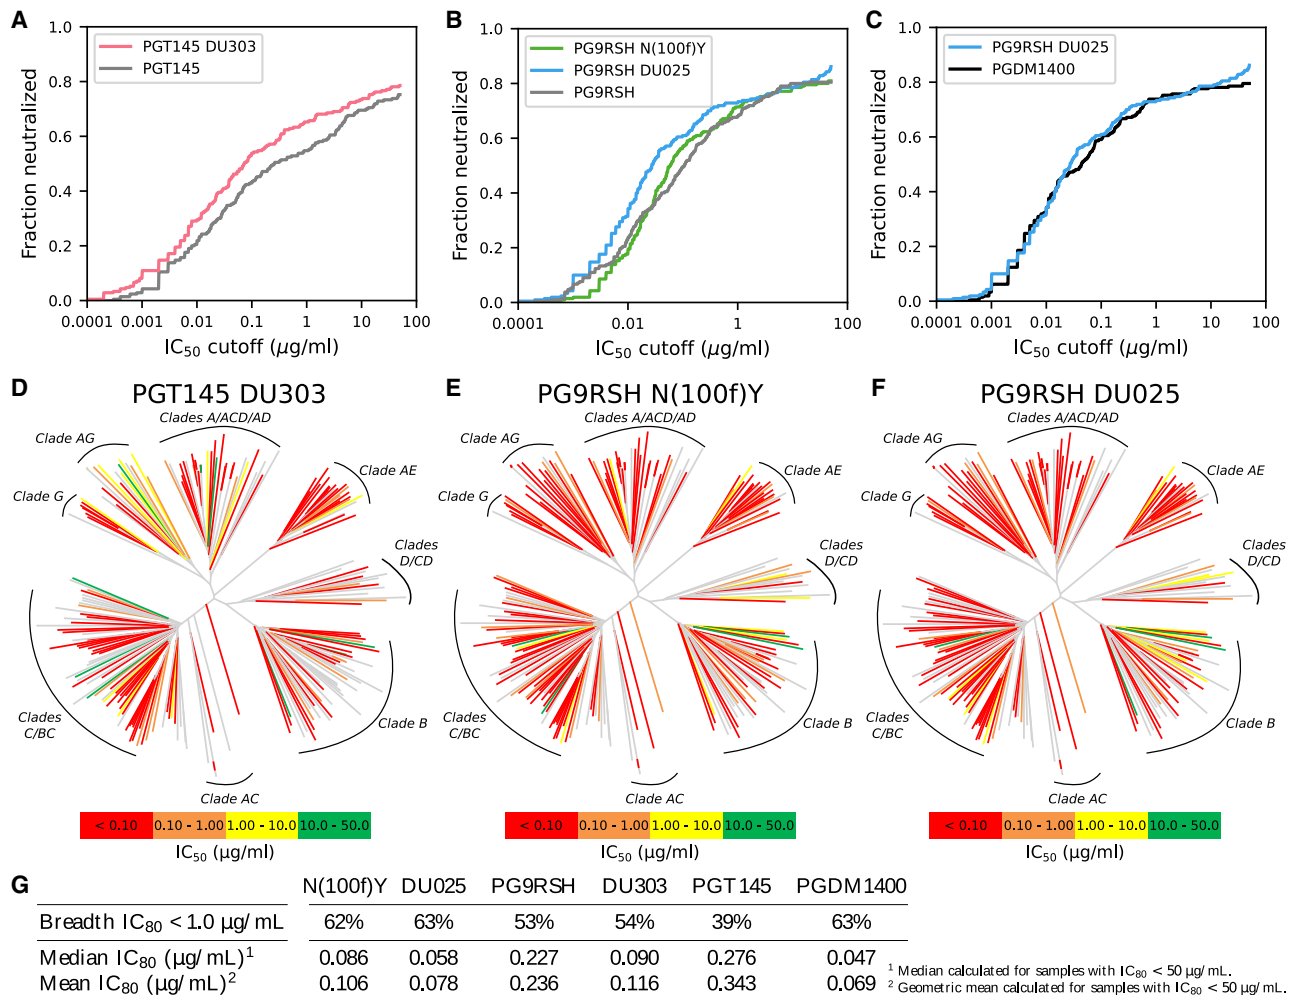 A
1.0
0.8
0.6
0.4
0.2
0.0
Fraction neutralized
PGT145 DU303
PGT145
0.0001
0.001
0.01
0.1
1
10
100
IC50 cutoff (μg/ml)
B
1.0
0.8
0.6
0.4
0.2
0.0
Fraction neutralized
PG9RSH N(100f)Y
PG9RSH DU025
PG9RSH
0.0001
0.01
1
100
IC50 cutoff (μg/ml)
C
1.0
0.8
0.6
0.4
0.2
0.0
Fraction neutralized
PG9RSH DU025
PGDM1400
0.0001
0.001
0.01
0.1
1
10
100
IC50 cutoff (μg/ml)
D
PGT145 DU303
Clades A/ACD/AD
Clade AG
Clade AE
Clade G
Clades
D/CD
Clades
C/BC
Clade B
Clade AC
< 0.10
0.10 - 1.00
1.00 - 10.0
10.0 - 50.0
IC50 (μg/ml)
E
PG9RSH N(100f)Y
Clades A/ACD/AD
Clade AG
Clade AE
Clade G
Clades
D/CD
Clades
C/BC
Clade B
Clade AC
< 0.10
0.10 - 1.00
1.00 - 10.0
10.0 - 50.0
IC50 (μg/ml)
F
PG9RSH DU025
Clades A/ACD/AD
Clade AG
Clade AE
Clade G
Clades
D/CD
Clades
C/BC
Clade B
Clade AC
< 0.10
0.10 - 1.00
1.00 - 10.0
10.0 - 50.0
IC50 (μg/ml)
G
N(100f)Y DU025 PG9RSH DU303 PGT145 PGDM1400
Breadth IC80 < 1.0 μg/mL 62% 63% 53% 54% 39% 63%
Median IC80 (μg/mL)1 0.086 0.058 0.227 0.090 0.276 0.047
Mean IC80 (μg/mL)2 0.106 0.078 0.236 0.116 0.343 0.069
1 Median calculated for samples with IC80 < 50 μg/mL.
2 Geometric mean calculated for samples with IC80 < 50 μg/mL.